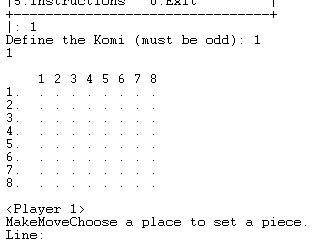 |5.Instructions   0.Exit         |
+--------------------------------+
|: 1
Define the Komi (must be odd): 1
1
1 2 3 4 5 6 7 8
1. . . . . . . . .
2. . . . . . . . .
3. . . . . . . . .
4. . . . . . . . .
5. . . . . . . . .
6. . . . . . . . .
7. . . . . . . . .
8. . . . . . . . .
<Player 1>
MakeMoveChoose a place to set a piece.
Line: